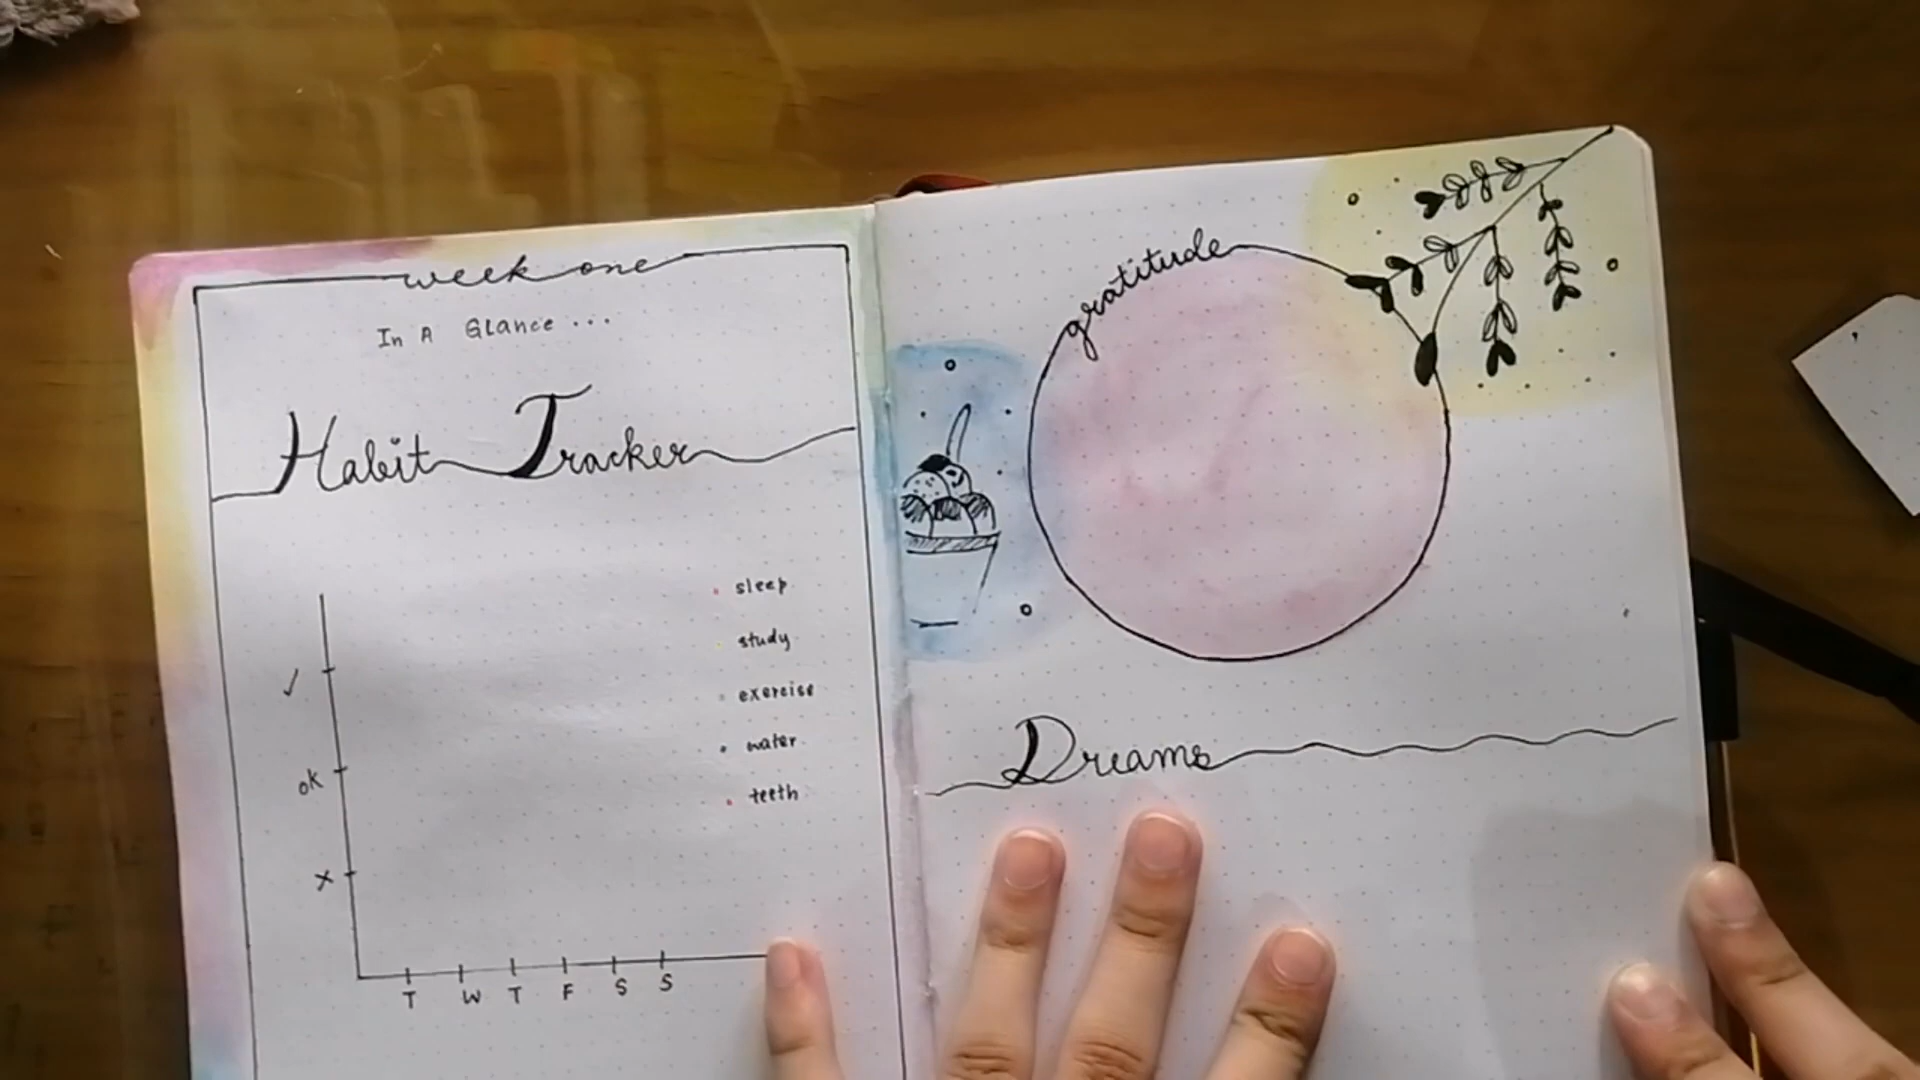 week one
In A Glance...
Habit Tracker
sleep
study
exercise
water
teeth
✓
ok
x
T W T F S S
gratitude
Dreams